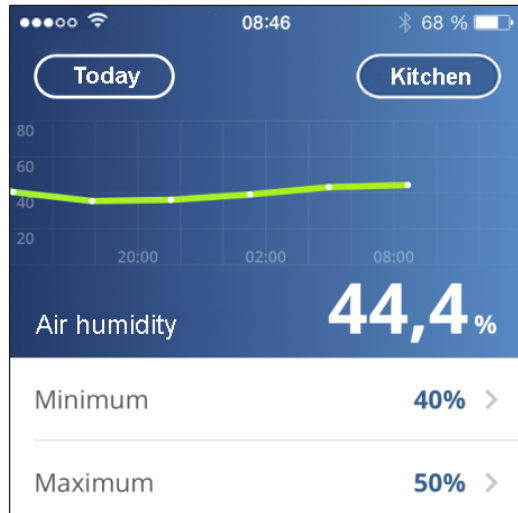 08:46 68 %
Today Kitchen
80
60
40
20
20:00 02:00 08:00
Air humidity 44,4%
Minimum 40%
Maximum 50%